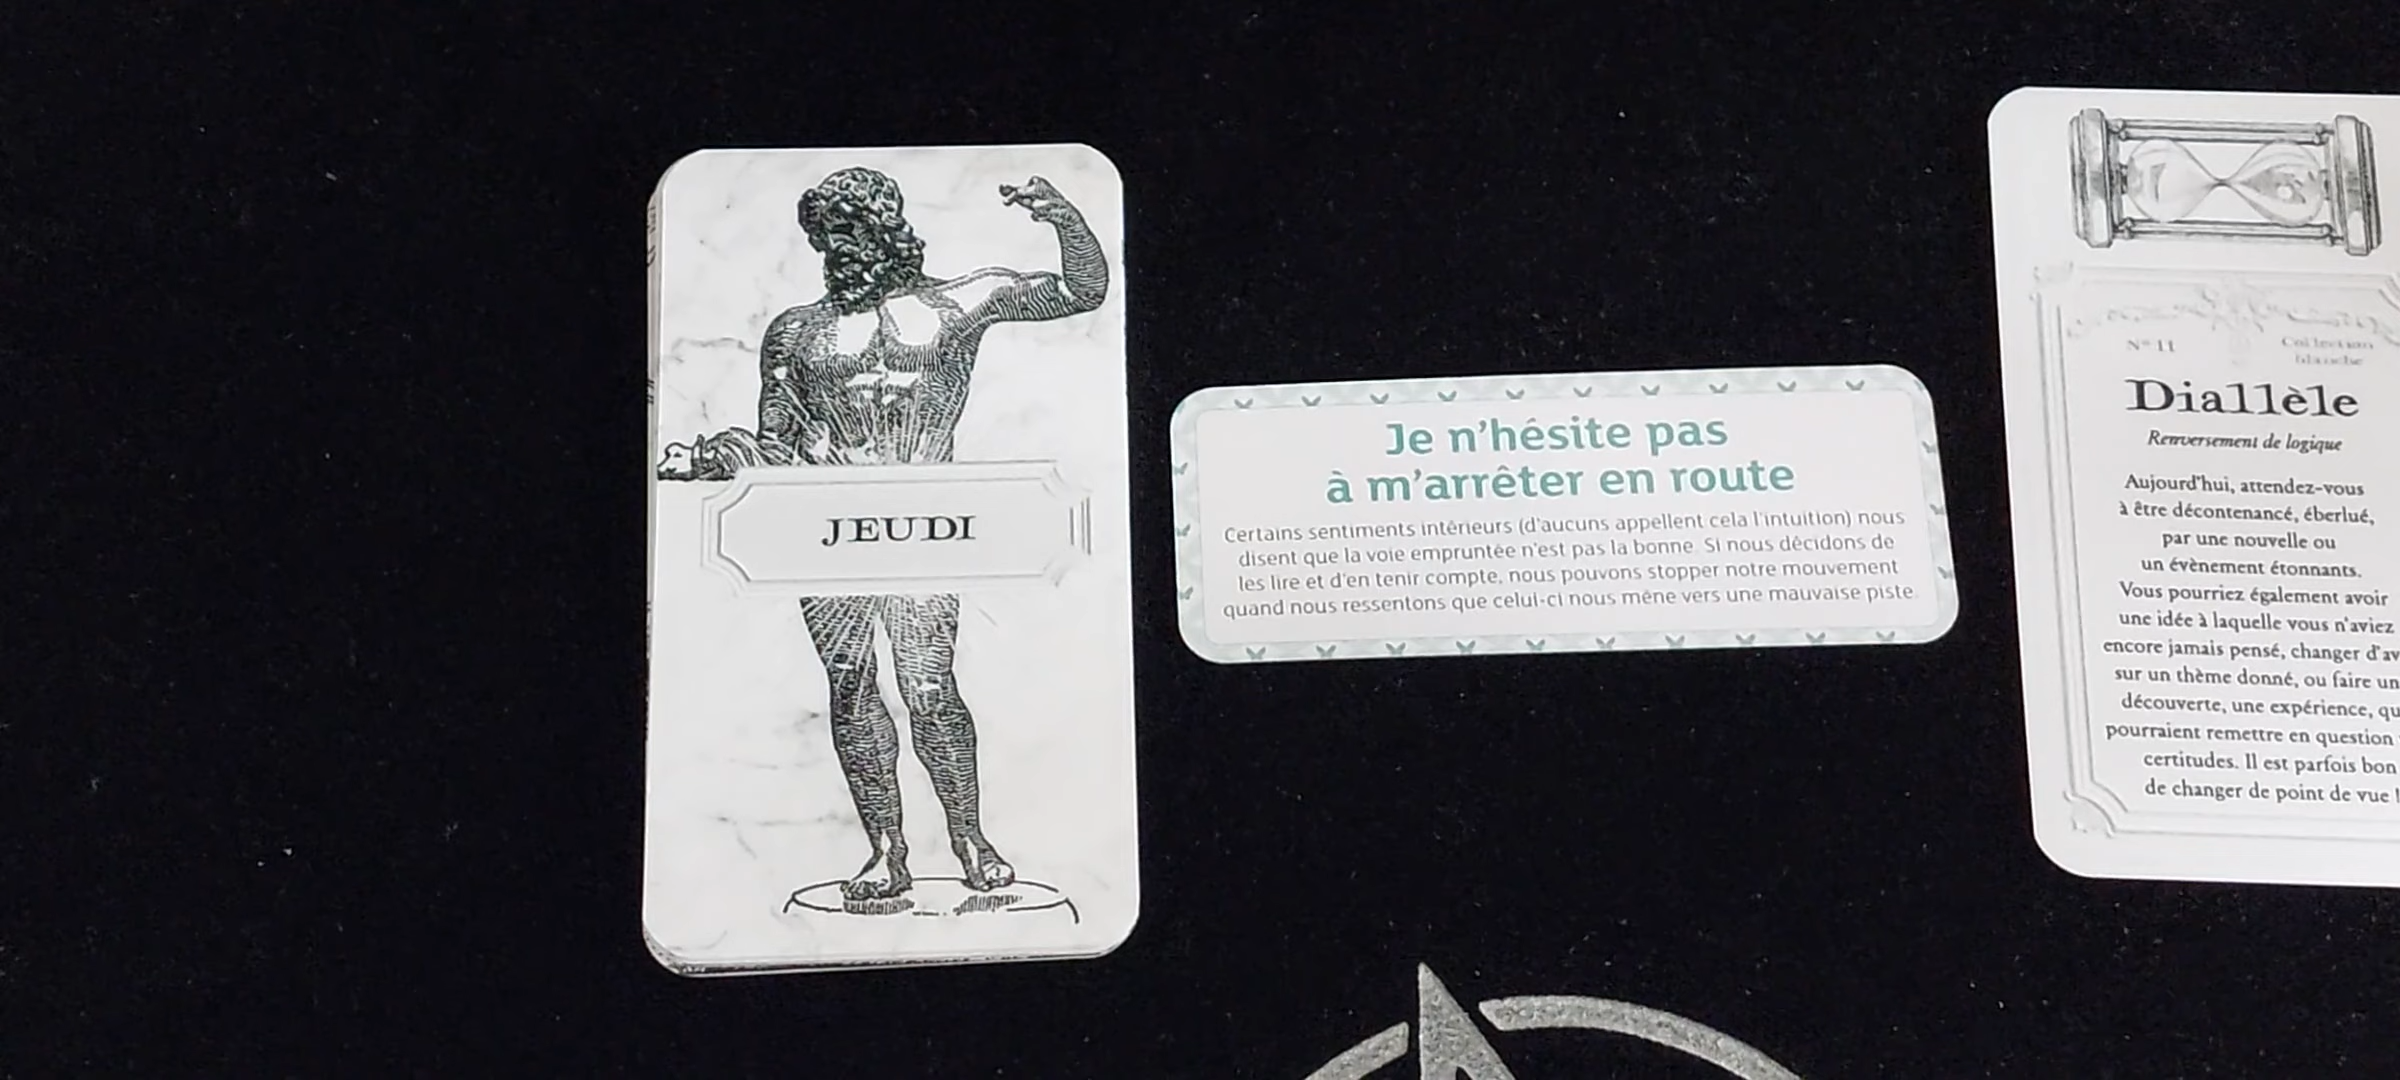 JEUDI
Je n'hésite pas
à m'arrêter en route
Certains sentiments intérieurs (d'aucuns appellent cela l'intuition) nous
disent que la voie empruntée n'est pas la bonne. Si nous décidons de
les lire et d'en tenir compte, nous pouvons stopper notre mouvement
quand nous ressentons que celui-ci nous mène vers une mauvaise piste.
N° 11
Collection
blanche
Diallèle
Renversement de logique
Aujourd'hui, attendez-vous
à être décontenancé, éberlué,
par une nouvelle ou
un évènement étonnants.
Vous pourriez également avoir
une idée à laquelle vous n'aviez
encore jamais pensé, changer d'av
sur un thème donné, ou faire un
découverte, une expérience, qu
pourraient remettre en question
certitudes. Il est parfois bon
de changer de point de vue !